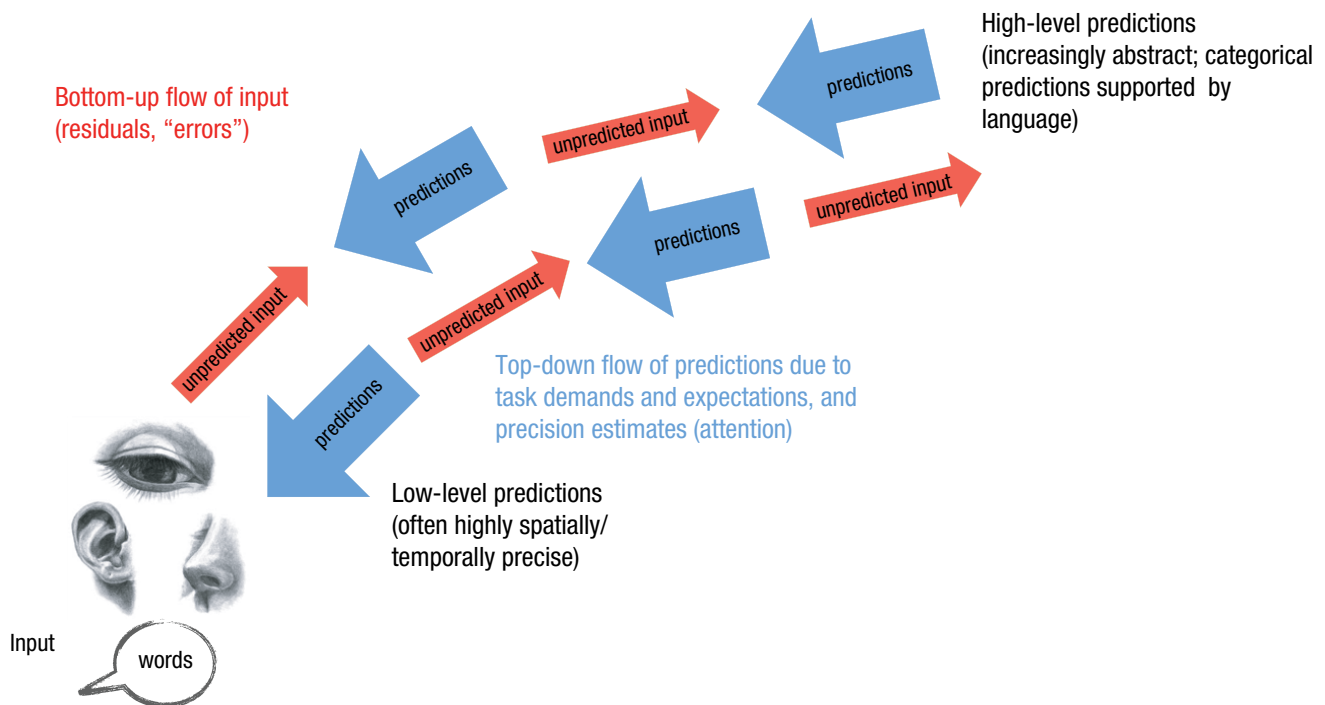 High-level predictions
(increasingly abstract; categorical
predictions supported by
language)
predictions
Bottom-up flow of input
(residuals, “errors”)
unpredicted input
predictions
unpredicted input
predictions
unpredicted input
unpredicted input
Top-down flow of predictions due to
task demands and expectations, and
precision estimates (attention)
predictions
Low-level predictions
(often highly spatially/
temporally precise)
Input
words